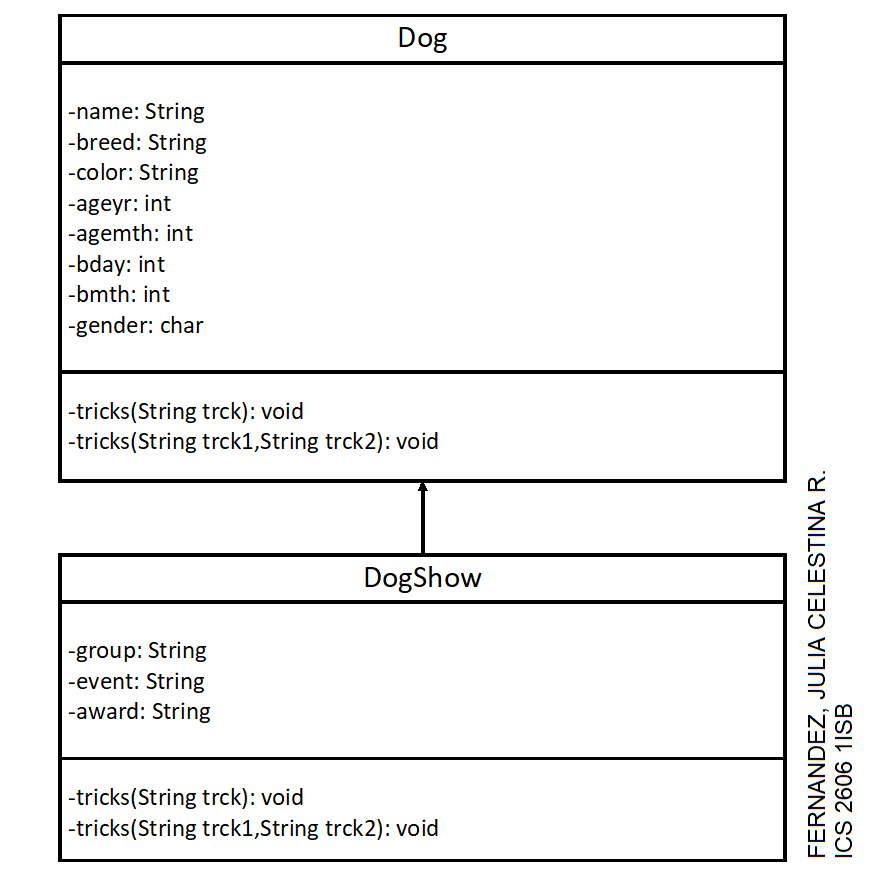 Dog
-name: String
-breed: String
-color: String
-ageyr: int
-agemth: int
-bday: int
-bmth: int
-gender: char
-tricks(String trck): void
-tricks(String trck1,String trck2): void
DogShow
-group: String
-event: String
-award: String
-tricks(String trck): void
-tricks(String trck1,String trck2): void
FERNANDEZ, JULIA CELESTINA R.
ICS 2606 1ISB